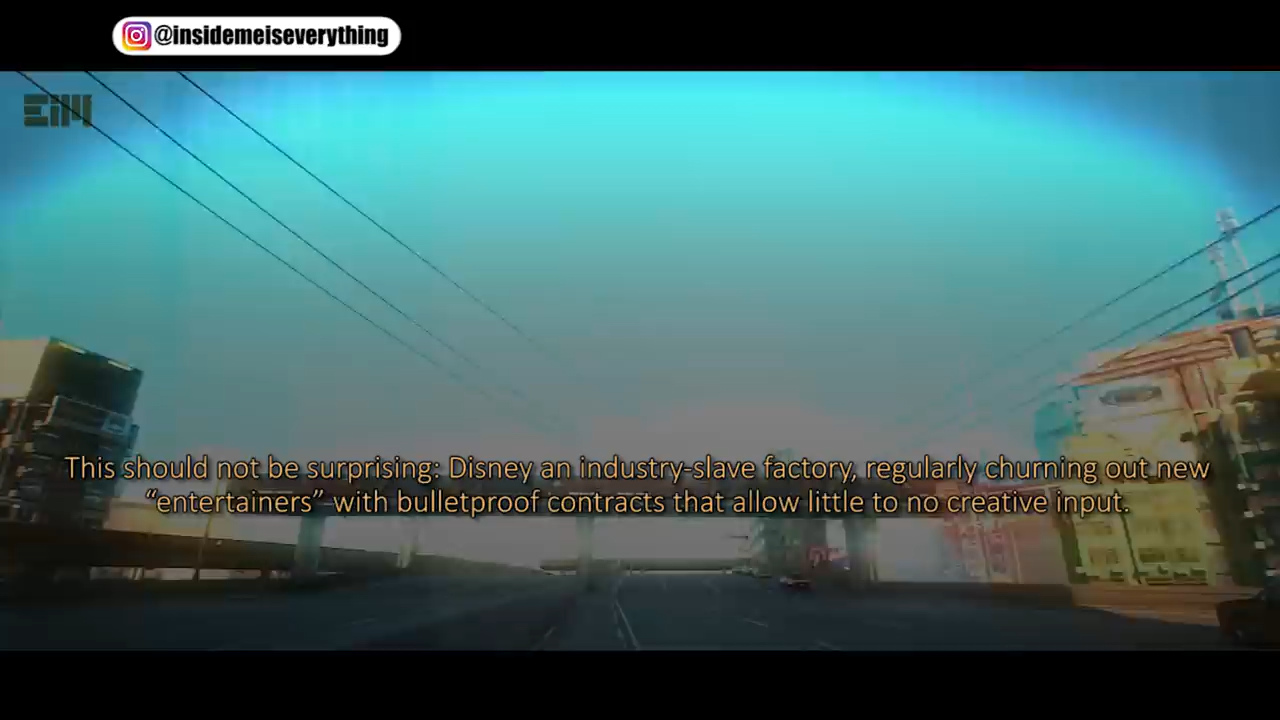 @insidemeiseverything
EiM
This should not be surprising: Disney an industry-slave factory, regularly churning out new
“entertainers” with bulletproof contracts that allow little to no creative input.